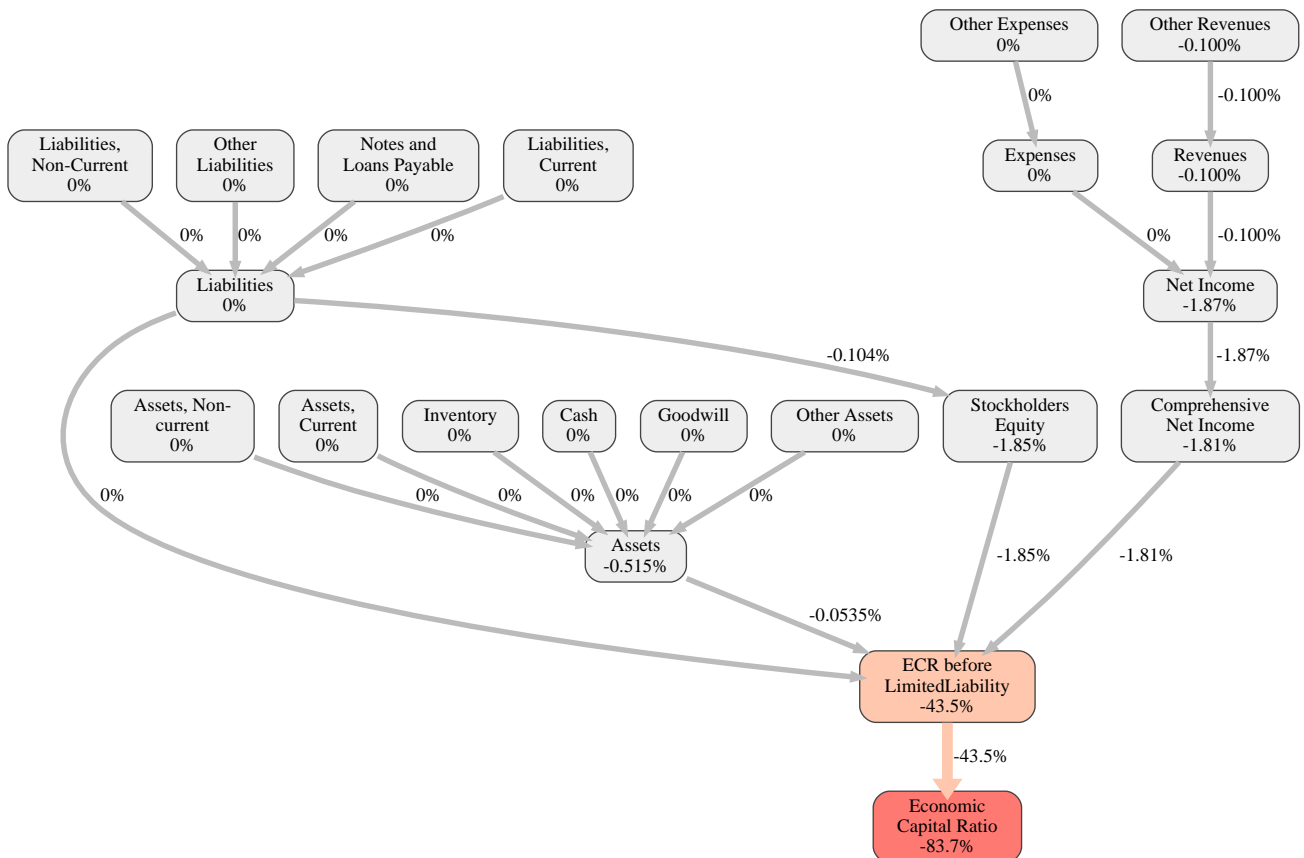 Other Expenses
0%
Other Revenues
-0.100%
0%
-0.100%
Liabilities,
Non-Current
0%
Other
Liabilities
0%
Notes and
Loans Payable
0%
Liabilities,
Current
0%
Expenses
0%
Revenues
-0.100%
0%
0%
0%
0%
0%
-0.100%
Liabilities
0%
Net Income
-1.87%
-0.104%
-1.87%
Assets, Non-
current
0%
Assets,
Current
0%
Inventory
0%
Cash
0%
Goodwill
0%
Other Assets
0%
Stockholders
Equity
-1.85%
Comprehensive
Net Income
-1.81%
0%
0%
0%
0%
0%
0%
0%
Assets
-0.515%
-1.85%
-1.81%
-0.0535%
ECR before
LimitedLiability
-43.5%
-43.5%
Economic
Capital Ratio
-83.7%